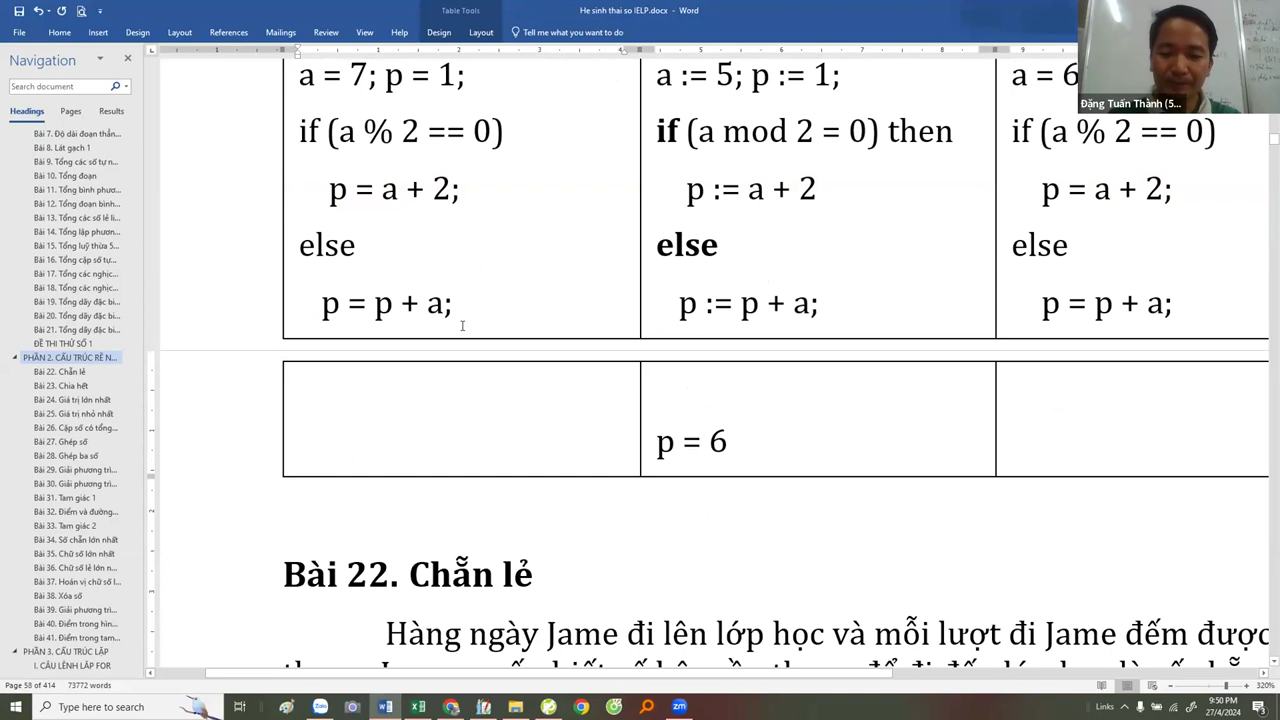 Table Tools
He sinh thai so IELP.docx - Word
File Home Insert Design Layout References Mailings Review View Help Design Layout Tell me what you want to do
Navigation
Search document
Headings Pages Results
Bài 7. Độ dài đoạn thẳn...
Bài 8. Lát gạch 1
Bài 9. Tổng các số tự n...
Bài 10. Tổng đoạn
Bài 11. Tổng bình phươ...
Bài 12. Tổng đoạn bình...
Bài 13. Tổng các số lẻ li...
Bài 14. Tổng lập phươn...
Bài 15. Tổng luỹ thừa 5...
Bài 16. Tổng cặp số tự ...
Bài 17. Tổng các nghịc...
Bài 18. Tổng các nghịc...
Bài 19. Tổng dãy đặc bi...
Bài 20. Tổng dãy đặc bi...
Bài 21. Tổng dãy đặc bi...
ĐỀ THI THỬ SỐ 1
PHẦN 2. CẤU TRÚC RẼ N...
Bài 22. Chẵn lẻ
Bài 23. Chia hết
Bài 24. Giá trị lớn nhất
Bài 25. Giá trị nhỏ nhất
Bài 26. Cặp số có tổng...
Bài 27. Ghép số
Bài 28. Ghép ba số
Bài 29. Giải phương trì...
Bài 30. Giải phương trì...
Bài 31. Tam giác 1
Bài 32. Điểm và đường...
Bài 33. Tam giác 2
Bài 34. Số chẵn lớn nhất
Bài 35. Chữ số lớn nhất
Bài 36. Chữ số lẻ lớn n...
Bài 37. Hoán vị chữ số l...
Bài 38. Xóa số
Bài 39. Giải phương trì...
Bài 40. Điểm trong hìn...
Bài 41. Điểm trong tam...
PHẦN 3. CẤU TRÚC LẶP
I. CÂU LỆNH LẶP FOR
a = 7; p = 1;
if (a % 2 == 0)
p = a + 2;
else
p = p + a;
a := 5; p := 1;
if (a mod 2 = 0) then
p := a + 2
else
p := p + a;
p = 6
a = 6
if (a % 2 == 0)
p = a + 2;
else
p = p + a;
Bài 22. Chẵn lẻ
Hàng ngày Jame đi lên lớp học và mỗi lượt đi Jame đếm được
Đặng Tuấn Thành (5...
Page 58 of 414 73772 words
320%
Type here to search
Links
9:50 PM
27/4/2024